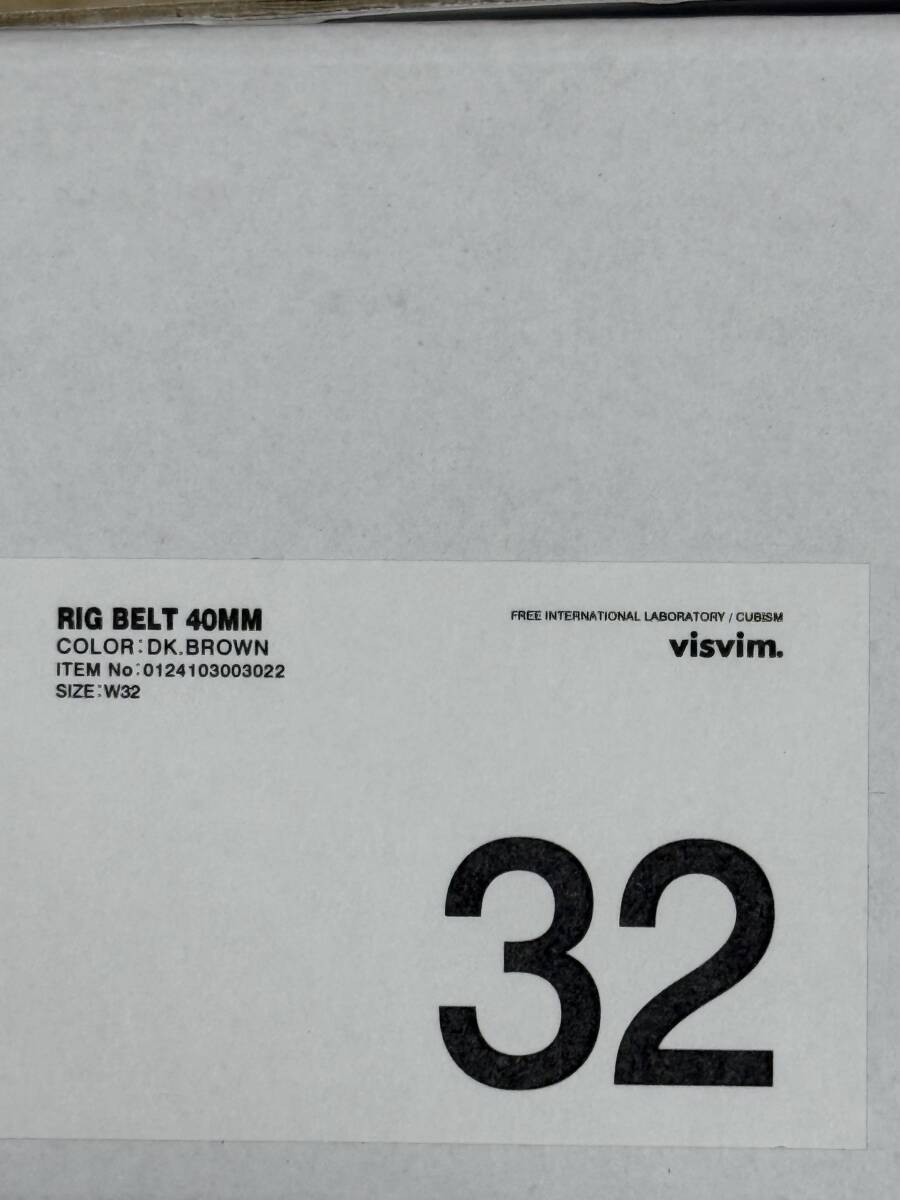 RIG BELT 40MM
COLOR:DK.BROWN
ITEM No:0124103003022
SIZE:W32
FREE INTERNATIONAL LABORATORY / CUBISM
visvim.
32